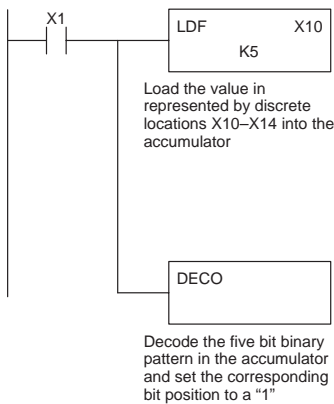 X1
LDF X10
K5
Load the value in
represented by discrete
locations X10–X14 into the
accumulator
DECO
Decode the five bit binary
pattern in the accumulator
and set the corresponding
bit position to a “1”